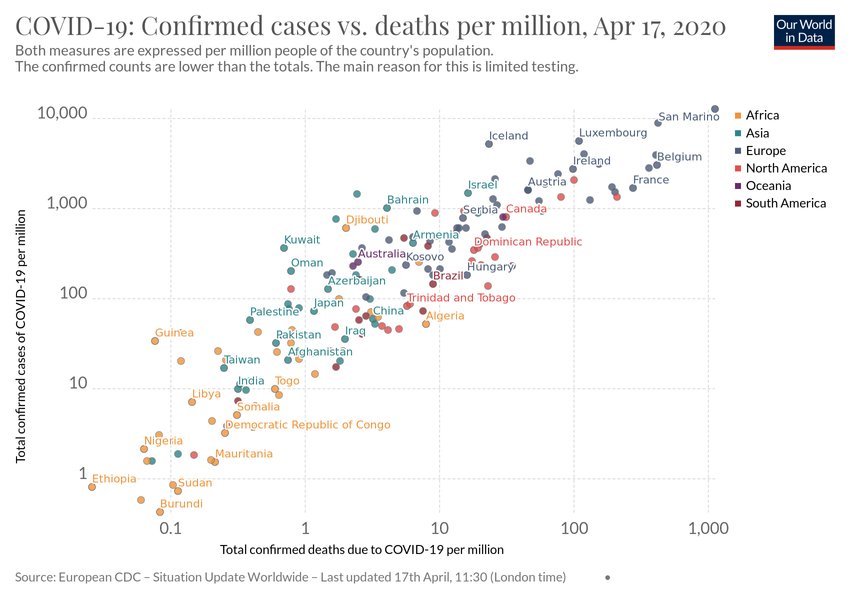 COVID-19: Confirmed cases vs. deaths per million, Apr 17, 2020
Our World
in Data
Both measures are expressed per million people of the country's population.
The confirmed counts are lower than the totals. The main reason for this is limited testing.
Total confirmed cases of COVID-19 per million
10,000
1,000
100
10
1
San Marino
Iceland
Luxembourg
Ireland
Belgium
Austria
France
Israel
Bahrain
Serbia
Canada
Djibouti
Kuwait
Armenia
Dominican Republic
Australia
Kosovo
Oman
Hungary
Azerbaijan
Brazil
Japan
Trinidad and Tobago
Palestine
China
Algeria
Guinea
Pakistan
Iraq
Taiwan
Afghanistan
India
Togo
Libya
Somalia
Democratic Republic of Congo
Nigeria
Mauritania
Ethiopia
Sudan
Burundi
Africa
Asia
Europe
North America
Oceania
South America
0.1
1
10
100
1,000
Total confirmed deaths due to COVID-19 per million
Source: European CDC – Situation Update Worldwide – Last updated 17th April, 11:30 (London time)